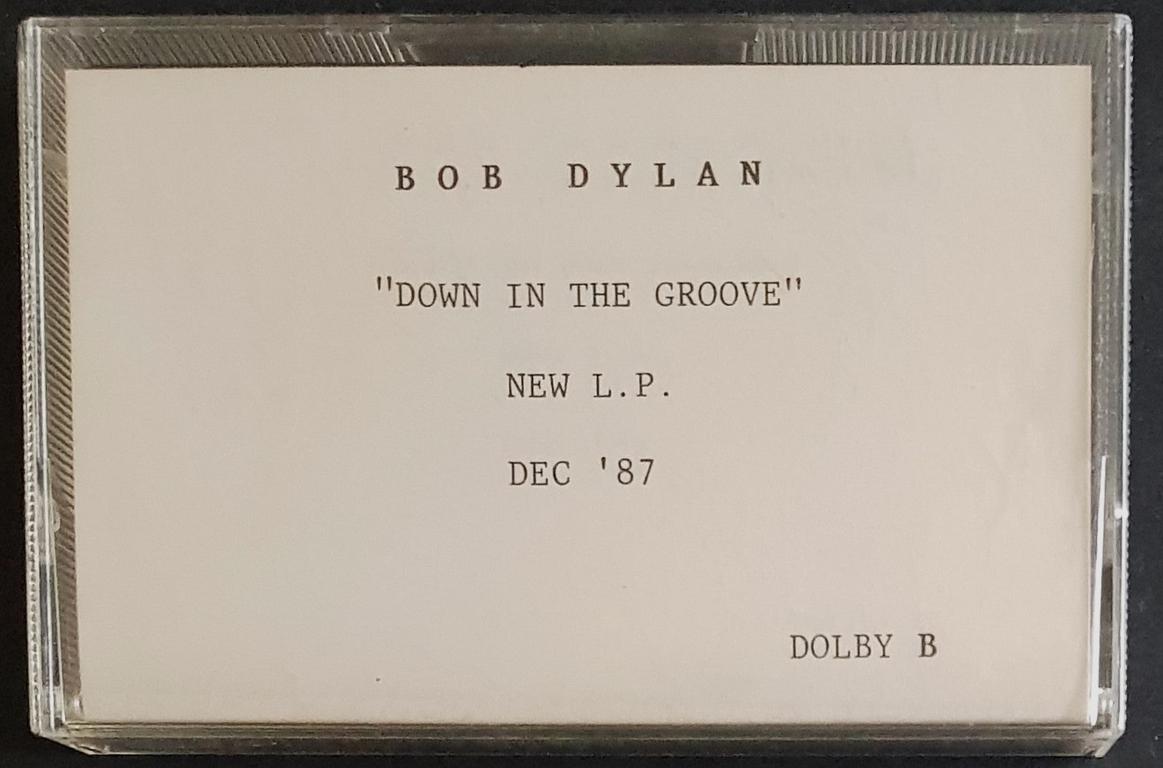 BOB DYLAN
"DOWN IN THE GROOVE"
NEW L.P.
DEC '87
DOLBY B